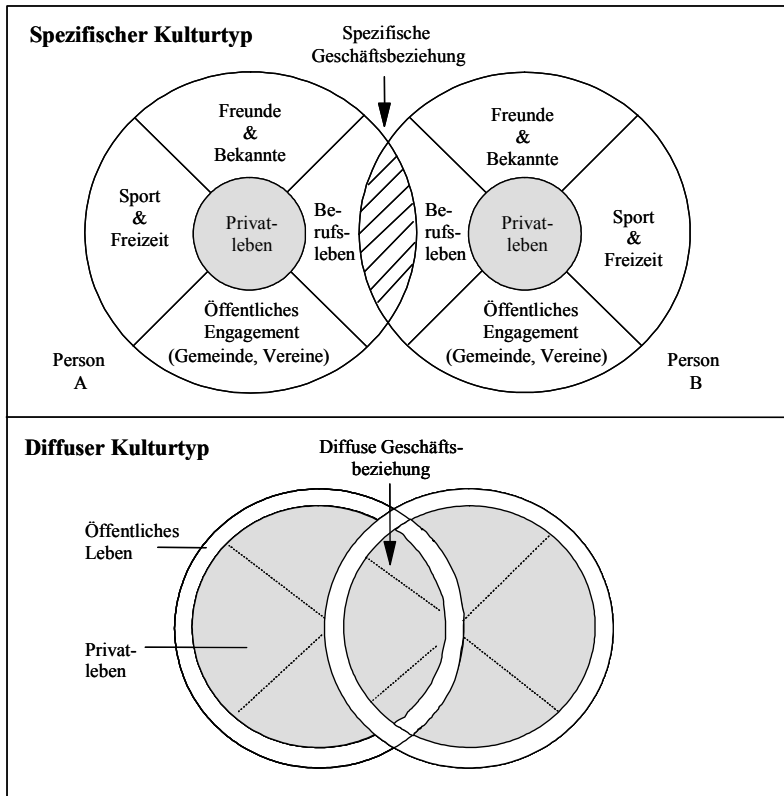 Spezifischer Kulturtyp
Spezifische
Geschäftsbeziehung
Freunde
&
Bekannte
Sport
&
Freizeit
Privat-
leben
Be-
rufs-
leben
Öffentliches
Engagement
(Gemeinde, Vereine)
Person
A
Freunde
&
Bekannte
Be-
rufs-
leben
Privat-
leben
Sport
&
Freizeit
Öffentliches
Engagement
(Gemeinde, Vereine)
Person
B
Diffuser Kulturtyp
Diffuse Geschäfts-
beziehung
Öffentliches
Leben
Privat-
leben